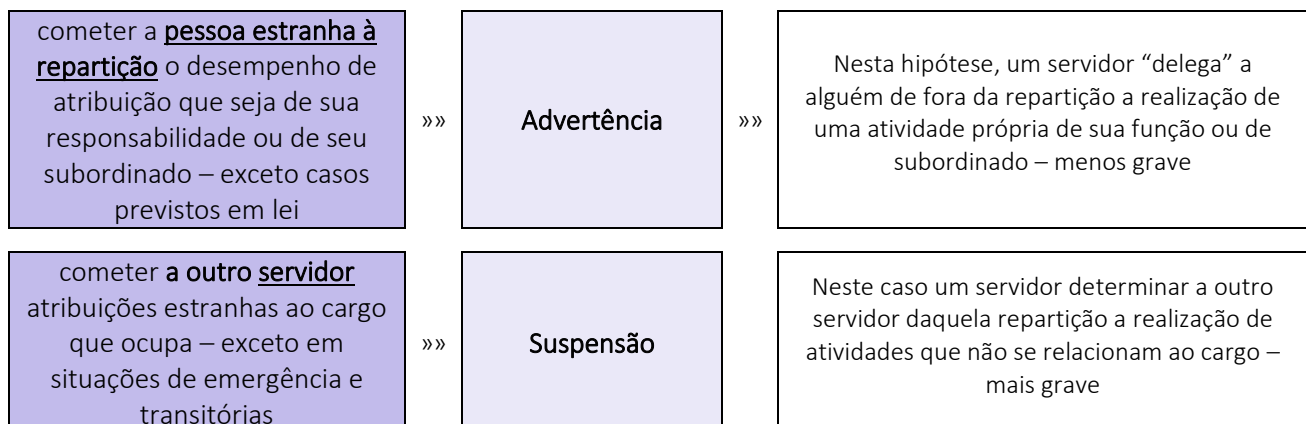 cometer a pessoa estranha à
repartição o desempenho de
atribuição que seja de sua
responsabilidade ou de seu
subordinado – exceto casos
previstos em lei
»»
Advertência
»»
Nesta hipótese, um servidor “delega” a
alguém de fora da repartição a realização de
uma atividade própria de sua função ou de
subordinado – menos grave
cometer a outro servidor
atribuições estranhas ao cargo
que ocupa – exceto em
situações de emergência e
transitórias
»»
Suspensão
Neste caso um servidor determinar a outro
servidor daquela repartição a realização de
atividades que não se relacionam ao cargo –
mais grave